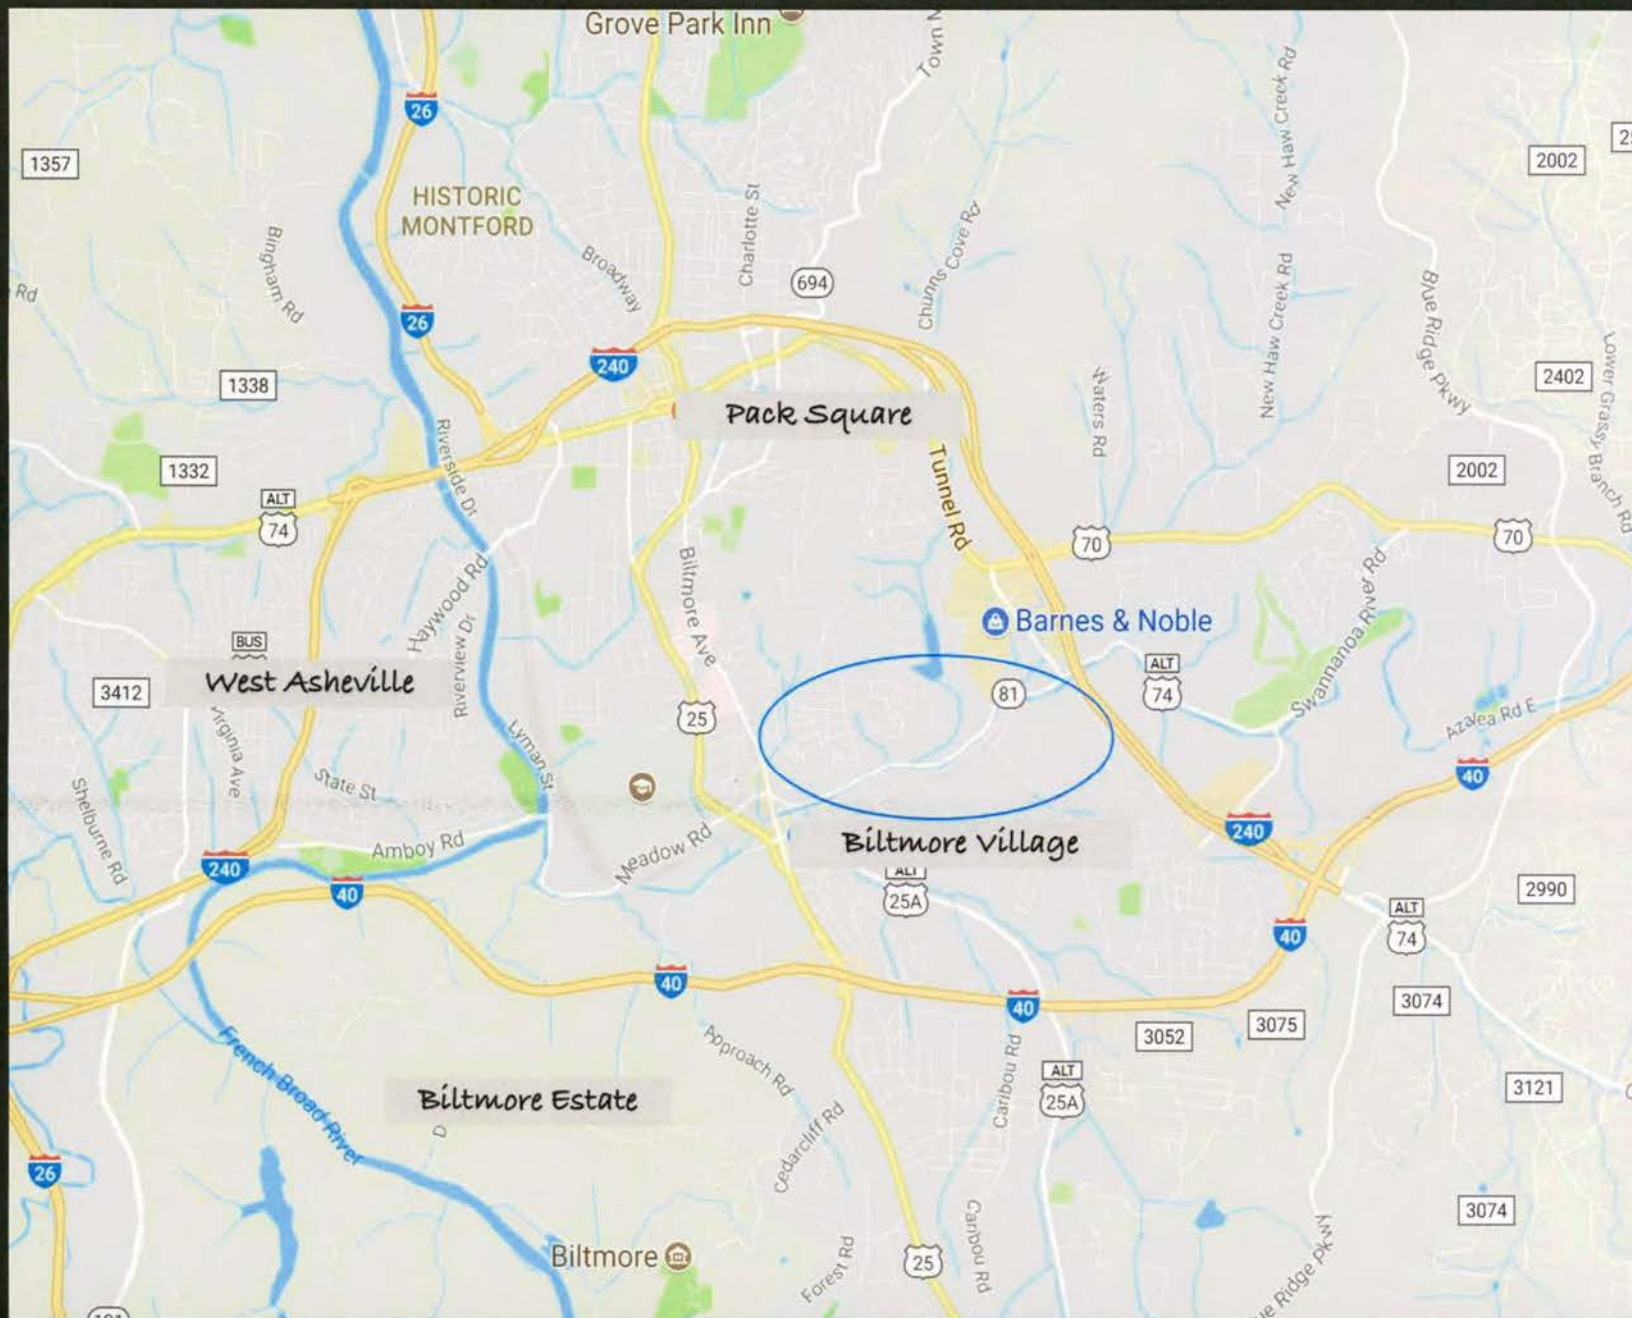 Grove Park Inn
26
1357
2002
New Haw Creek Rd
HISTORIC
MONTFORD
Charlotte St
Bingham Rd
Broadway
694
Chunns Cove Rd
Rd
26
New Haw Creek Rd
Blue Ridge Pkwy
240
1338
2402
Lower Grassy Branch Rd
Pack Square
Waters Rd
Riverside Dr
1332
2002
Tunnel Rd
ALT
74
70
70
Haywood Rd
Biltmore Ave
Swannanoa River Rd
Barnes & Noble
BUS
West Asheville
Riverview Dr
3412
ALT
74
81
25
Azalea Rd E
Virginia Ave
Lyman St
State St
40
Shelburne Rd
240
Amboy Rd
Meadow Rd
Biltmore Village
240
40
ALT
25A
2990
ALT
74
40
40
40
3074
3075
3052
French Broad River
Approach Rd
Caribou Rd
ALT
25A
3121
Biltmore Estate
D
Cedarcliff Rd
26
3074
Biltmore
Forest Rd
25
Caribou Rd
ue Ridge Pkwy